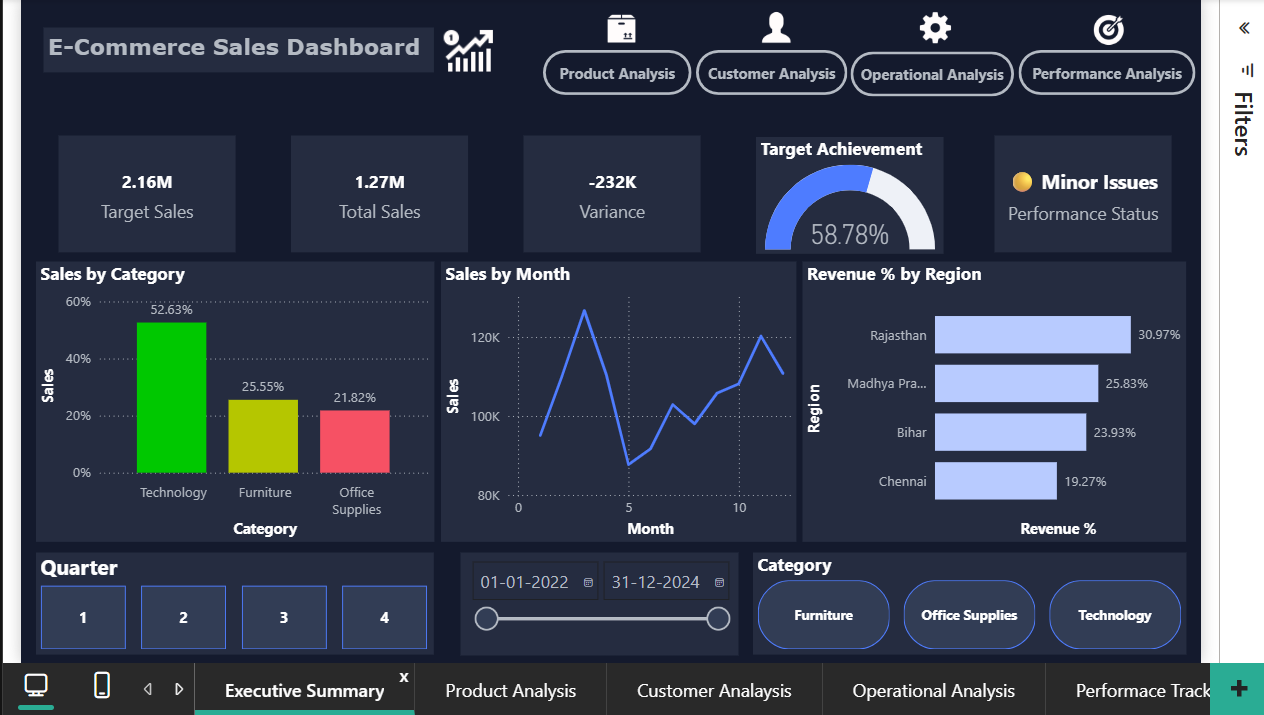 E-Commerce Sales Dashboard
Product Analysis
Customer Analysis
Operational Analysis
Performance Analysis
Filters
2.16M
Target Sales
1.27M
Total Sales
-232K
Variance
Target Achievement
58.78%
Minor Issues
Performance Status
Sales by Category
60%
40%
20%
0%
Sales
52.63%
25.55%
21.82%
Technology
Furniture
Office
Supplies
Category
Sales by Month
120K
100K
80K
Sales
0
5
10
Month
Revenue % by Region
Region
Rajasthan
30.97%
Madhya Pra...
25.83%
Bihar
23.93%
Chennai
19.27%
Revenue %
Quarter
1
2
3
4
01-01-2022
31-12-2024
Category
Furniture
Office Supplies
Technology
Executive Summary
x
Product Analysis
Customer Analaysis
Operational Analysis
Performace Track